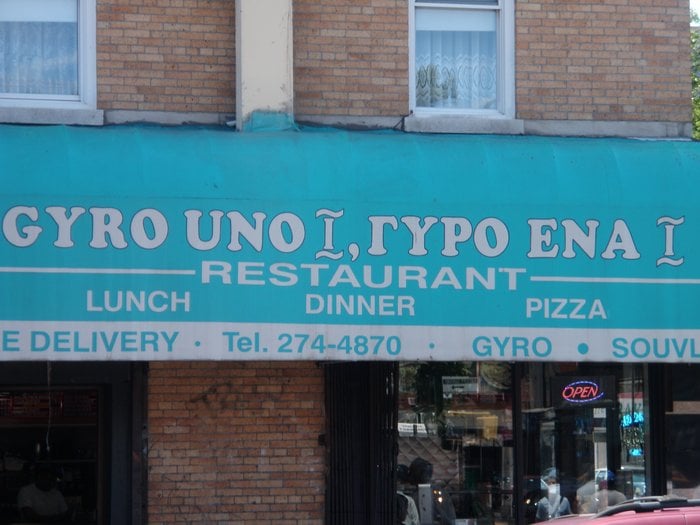 GYRO UNO I, ΓΥΡΟ ΕΝΑ I
RESTAURANT
LUNCH DINNER PIZZA
E DELIVERY · Tel. 274-4870 · GYRO • SOUVL
OPEN